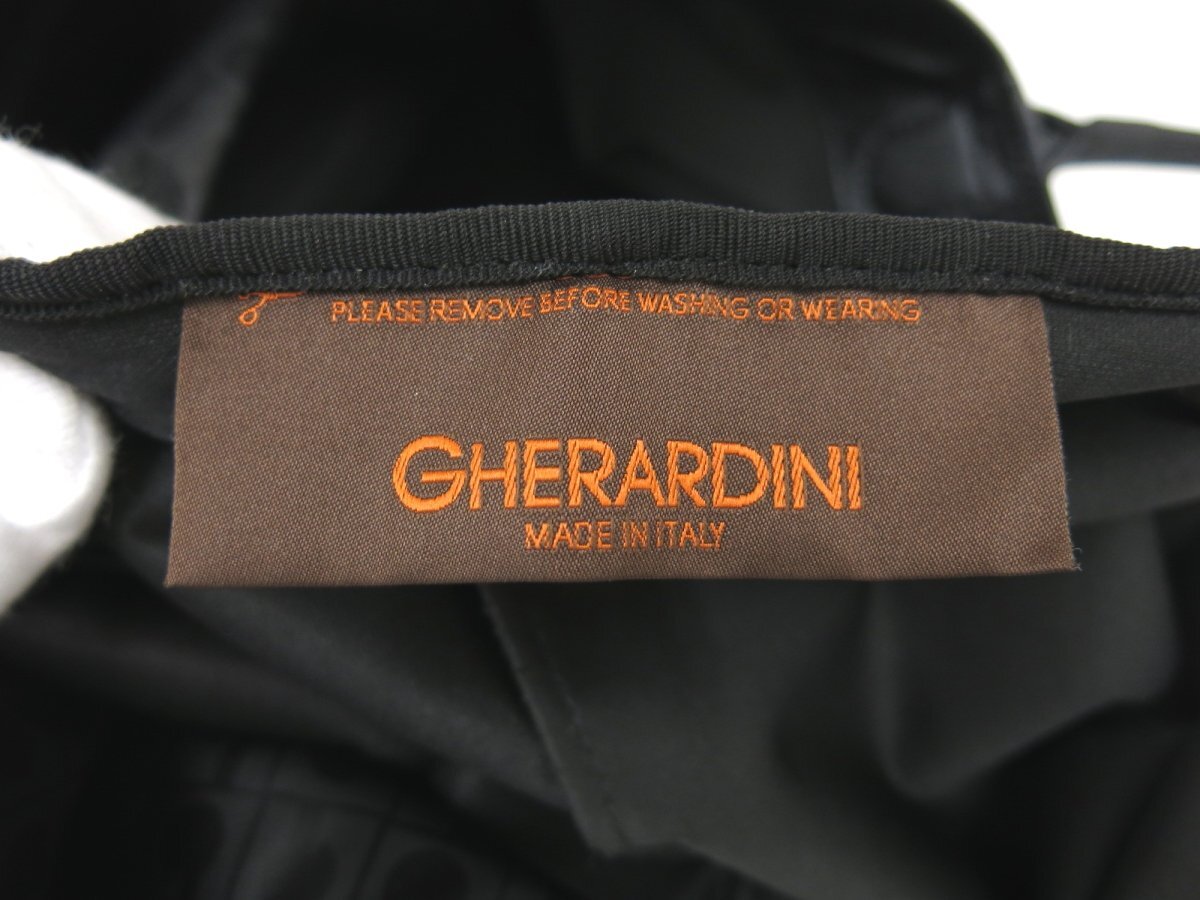 PLEASE REMOVE BEFORE WASHING OR WEARING
GHERARDINI
MADE IN ITALY